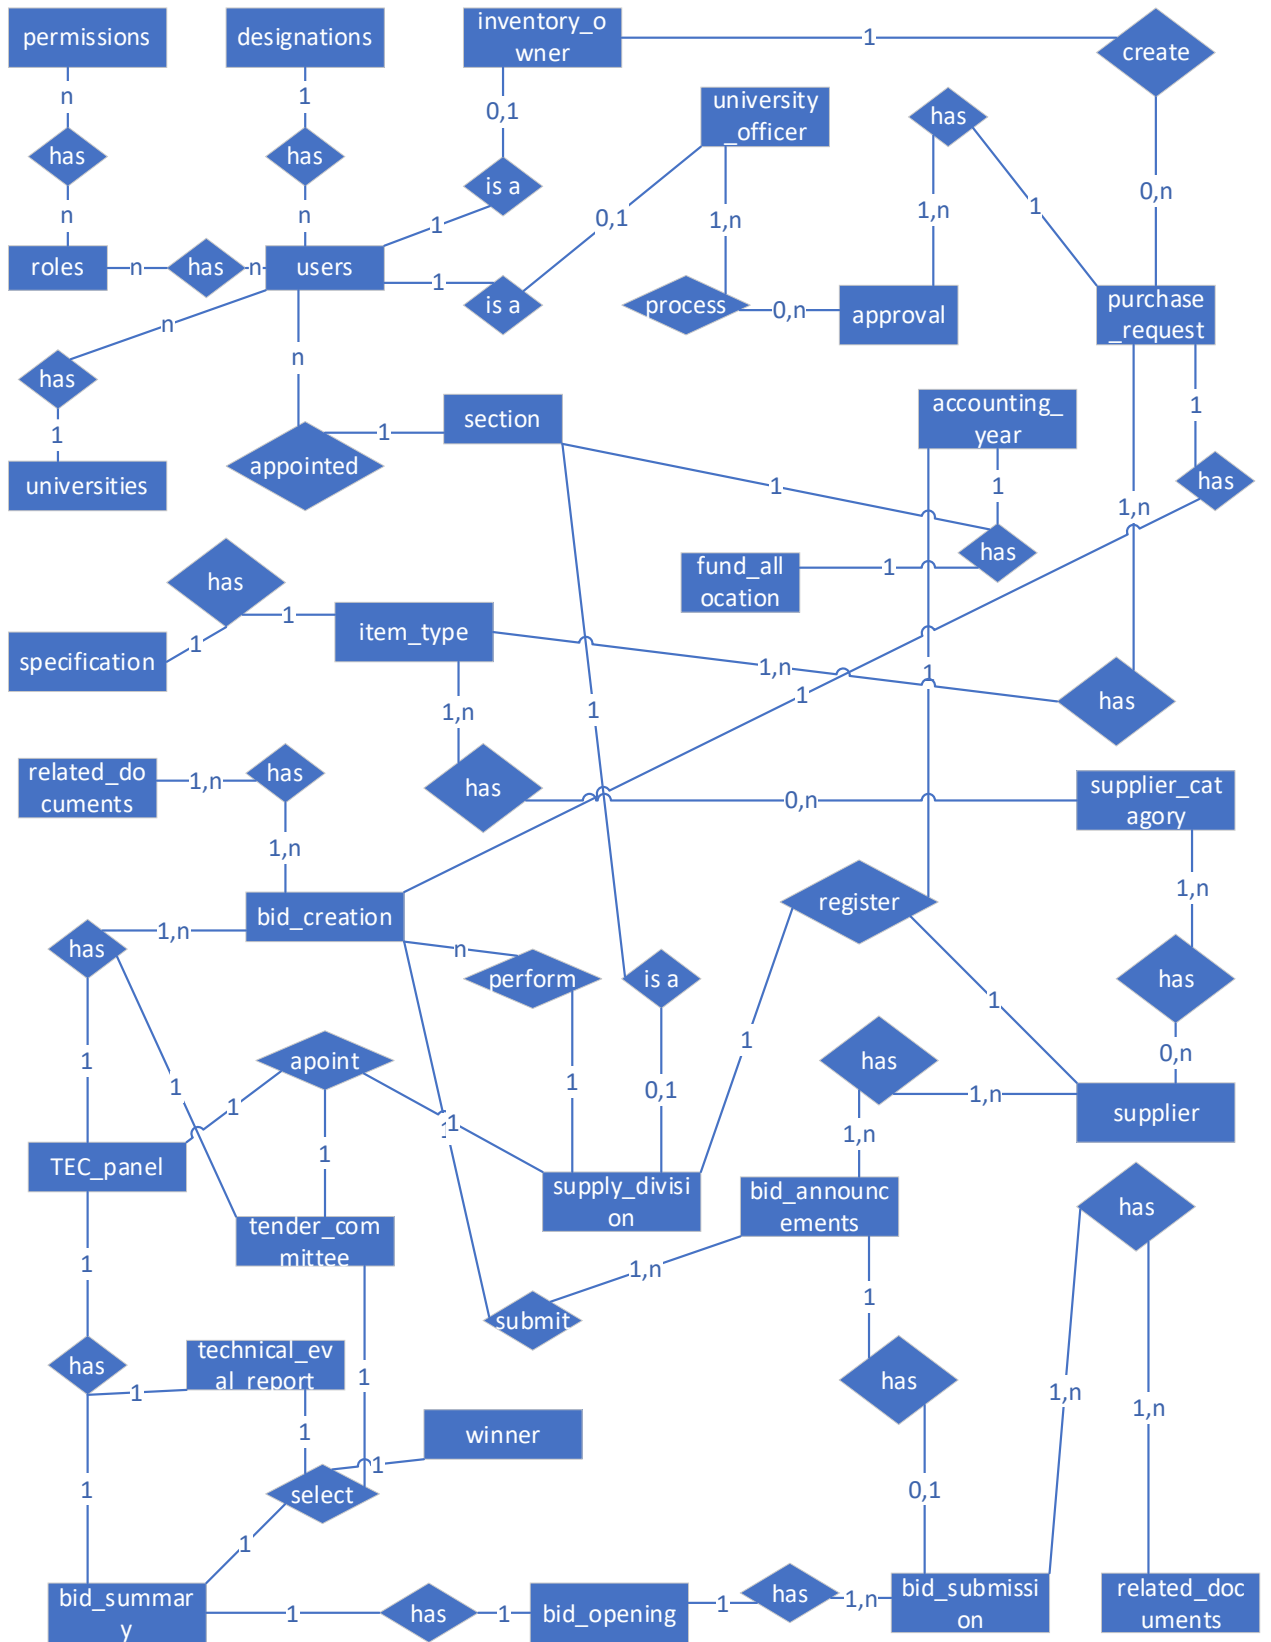 permissions
designations
inventory_o
wner
1
create
n
1
0,1
university
_officer
has
has
has
is a
1,n
1
0,n
n
n
1
0,1
1,n
roles
n
has
n
users
1
is a
process
0,n
approval
purchase
_request
n
n
has
1
universities
appointed
1
section
accounting_
year
1
1
1
has
1,n
has
fund_all
ocation
1
has
specification
1
1
item_type
1,n
1
1
1,n
1
has
related_do
cuments
1,n
has
1,n
has
0,n
supplier_cat
agory
1,n
bid_creation
1,n
has
n
perform
is a
register
has
1
1
1
0,n
1
apoint
1
0,1
has
1,n
supplier
1
1
1
1
1
1,n
TEC_panel
tender_com
mittee
supply_divisi
on
bid_announc
ements
has
1
1,n
submit
1
has
technical_ev
al_report
1
1
1
has
1,n
1,n
winner
1
select
1
1
0,1
bid_summar
y
1
has
1
bid_opening
1
has
1,n
bid_submissi
on
related_doc
uments